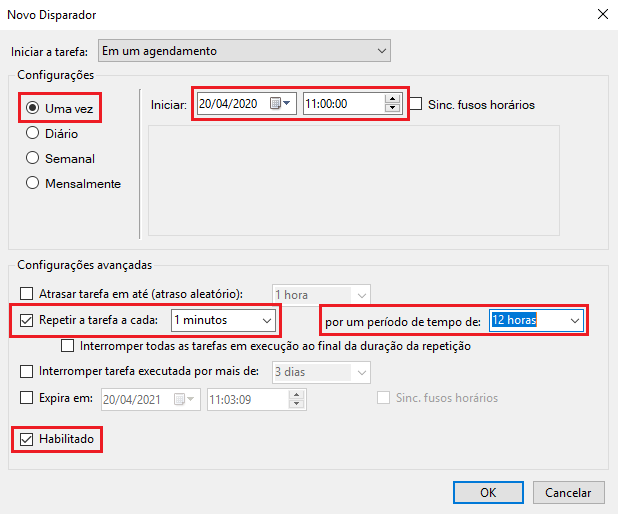 Novo Disparador
Iniciar a tarefa: Em um agendamento
Configurações
Uma vez
Diário
Semanal
Mensalmente
Iniciar: 20/04/2020 11:00:00 Sinc. fusos horários
Configurações avançadas
Atrasar tarefa em até (atraso aleatório): 1 hora
Repetir a tarefa a cada: 1 minutos por um período de tempo de: 12 horas
Interromper todas as tarefas em execução ao final da duração da repetição
Interromper tarefa executada por mais de: 3 dias
Expira em: 20/04/2021 11:03:09 Sinc. fusos horários
Habilitado
OK Cancelar